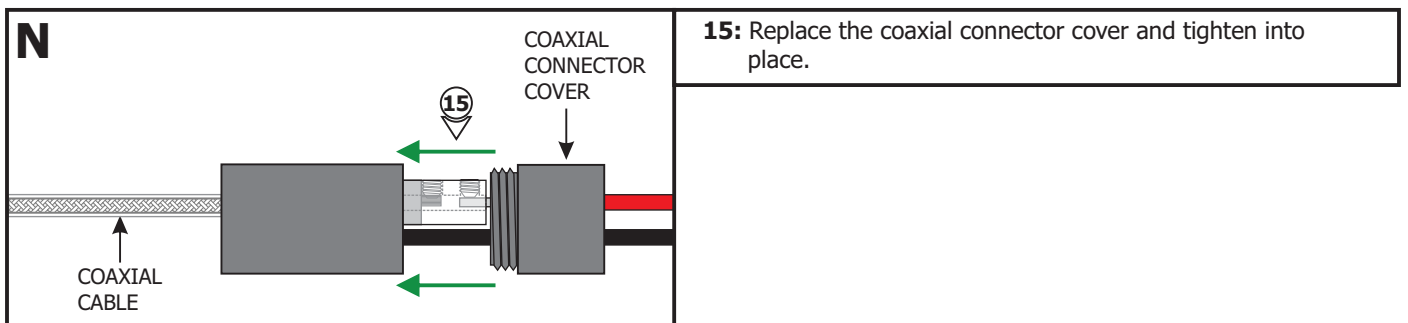 N
COAXIAL
CONNECTOR
COVER
15
COAXIAL
CABLE
15: Replace the coaxial connector cover and tighten into
place.